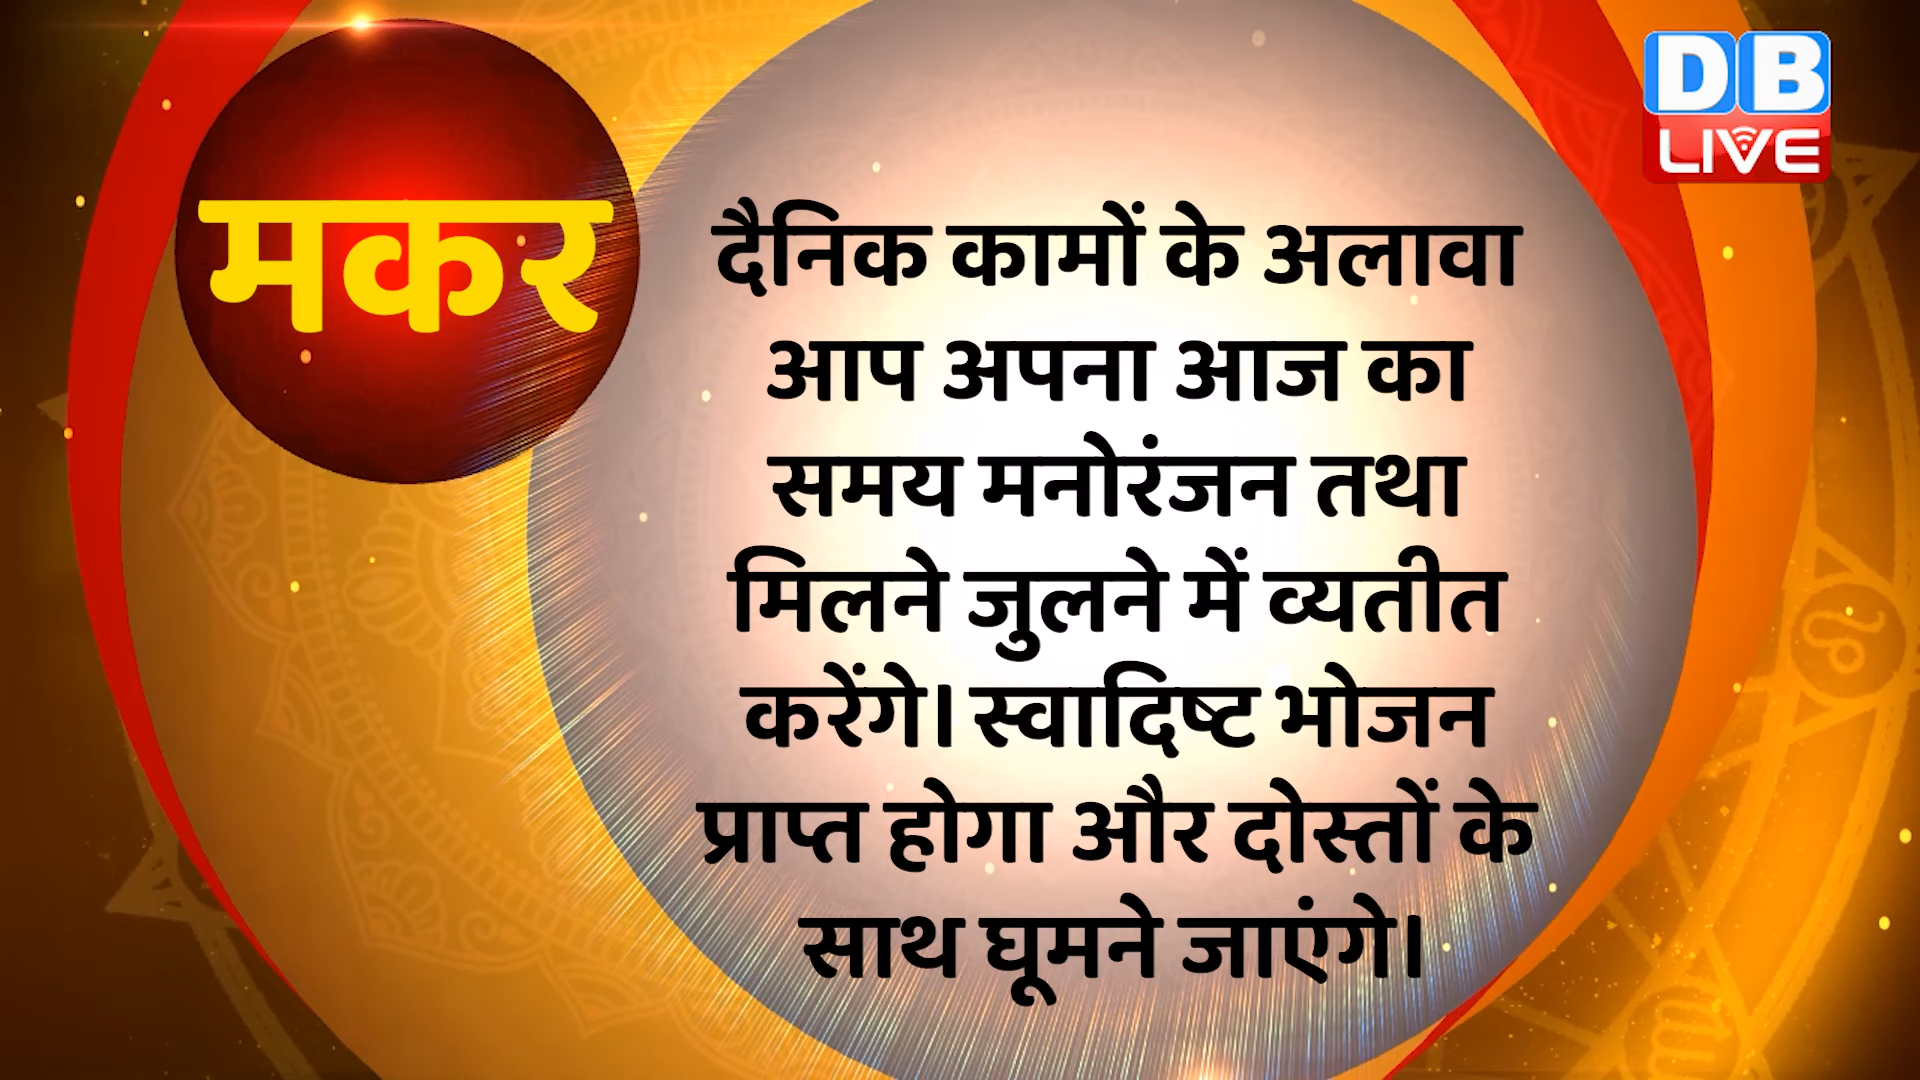 मकर
DB
LIVE
दैनिक कामों के अलावा
आप अपना आज का
समय मनोरंजन तथा
मिलने जुलने में व्यतीत
करेंगे। स्वादिष्ट भोजन
प्राप्त होगा और दोस्तों के
साथ घूमने जाएंगे।